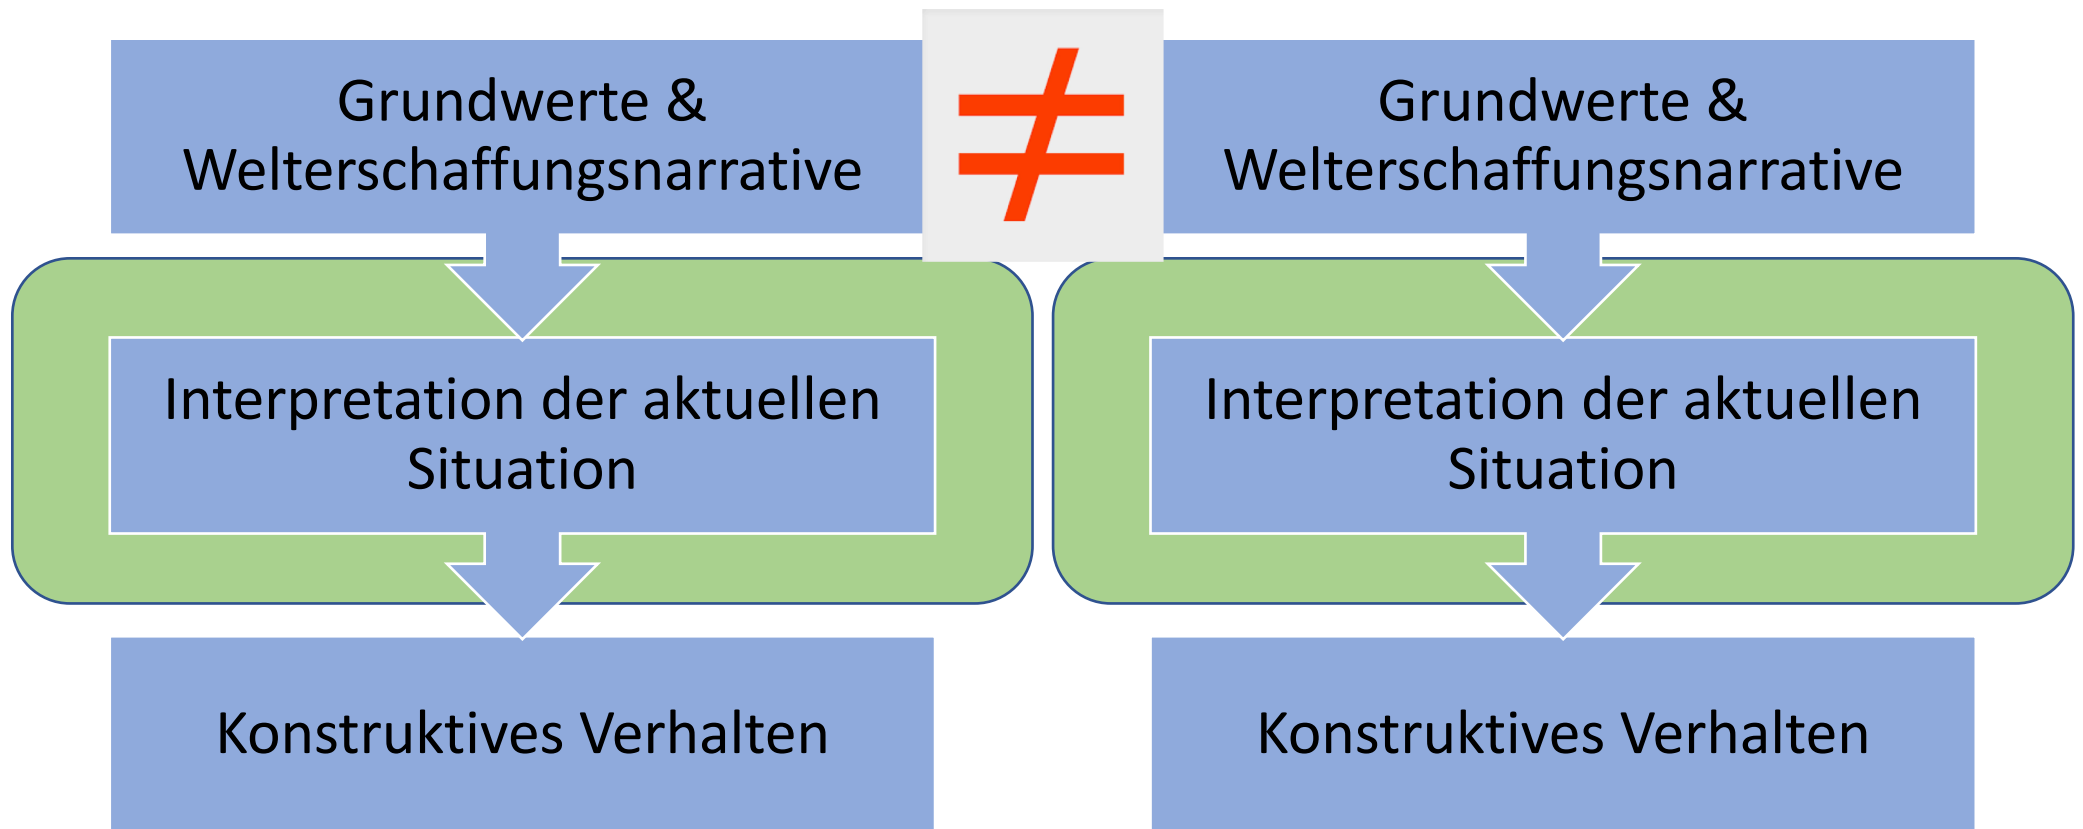 Grundwerte &
Welterschaffungsnarrative
≠
Grundwerte &
Welterschaffungsnarrative
Interpretation der aktuellen
Situation
Interpretation der aktuellen
Situation
Konstruktives Verhalten
Konstruktives Verhalten